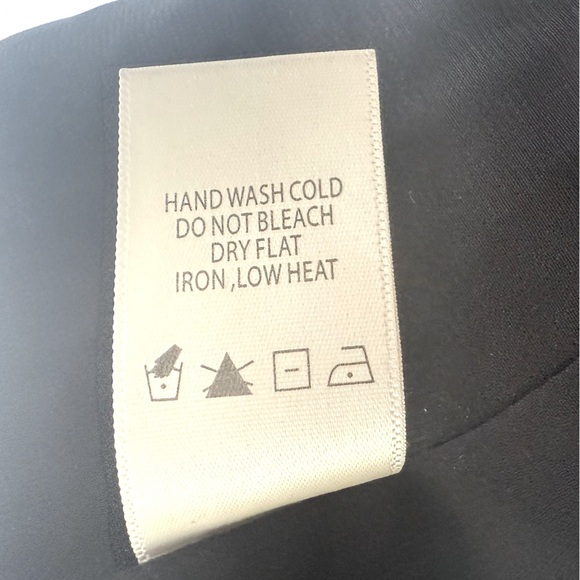 HAND WASH COLD
DO NOT BLEACH
DRY FLAT
IRON ,LOW HEAT